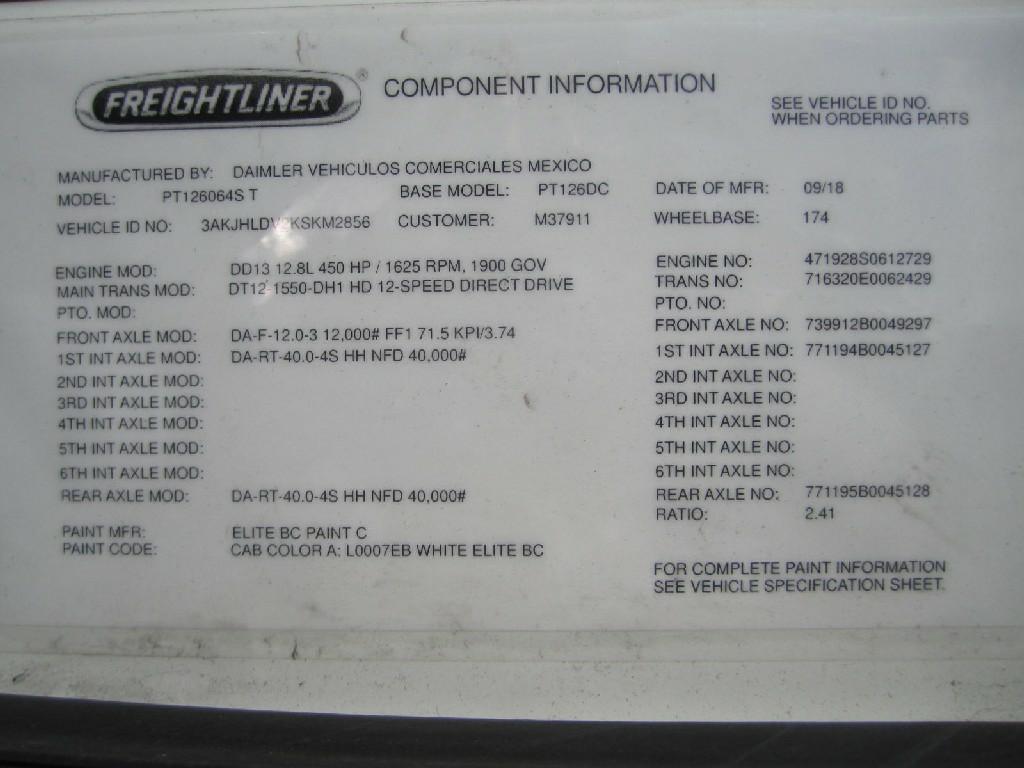 FREIGHTLINER ® COMPONENT INFORMATION
SEE VEHICLE ID NO.
WHEN ORDERING PARTS
MANUFACTURED BY: DAIMLER VEHICULOS COMERCIALES MEXICO
MODEL: PT126064S T BASE MODEL: PT126DC DATE OF MFR: 09/18
VEHICLE ID NO: CUSTOMER: M37911 WHEELBASE: 174
ENGINE MOD: DD13 12.8L 450 HP / 1625 RPM, 1900 GOV ENGINE NO: 471928S0612729
MAIN TRANS MOD: DT12-1550-DH1 HD 12-SPEED DIRECT DRIVE TRANS NO: 716320E0062429
PTO. MOD: PTO. NO:
FRONT AXLE MOD: DA-F-12.0-3 12,000# FF1 71.5 KPI/3.74 FRONT AXLE NO: 739912B0049297
1ST INT AXLE MOD: DA-RT-40.0-4S HH NFD 40,000# 1ST INT AXLE NO: 771194B0045127
2ND INT AXLE MOD: 2ND INT AXLE NO:
3RD INT AXLE MOD: 3RD INT AXLE NO:
4TH INT AXLE MOD: 4TH INT AXLE NO:
5TH INT AXLE MOD: 5TH INT AXLE NO:
6TH INT AXLE MOD: 6TH INT AXLE NO:
REAR AXLE MOD: DA-RT-40.0-4S HH NFD 40,000# REAR AXLE NO: 771195B0045128
RATIO: 2.41
PAINT MFR: ELITE BC PAINT C
PAINT CODE: CAB COLOR A: L0007EB WHITE ELITE BC
FOR COMPLETE PAINT INFORMATION
SEE VEHICLE SPECIFICATION SHEET.